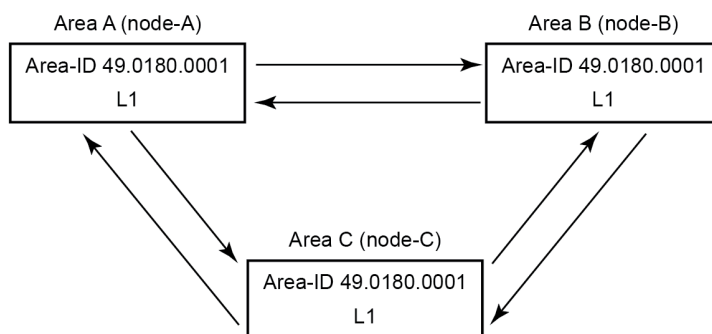 Area A (node-A)
Area-ID 49.0180.0001
L1
Area B (node-B)
Area-ID 49.0180.0001
L1
Area C (node-C)
Area-ID 49.0180.0001
L1